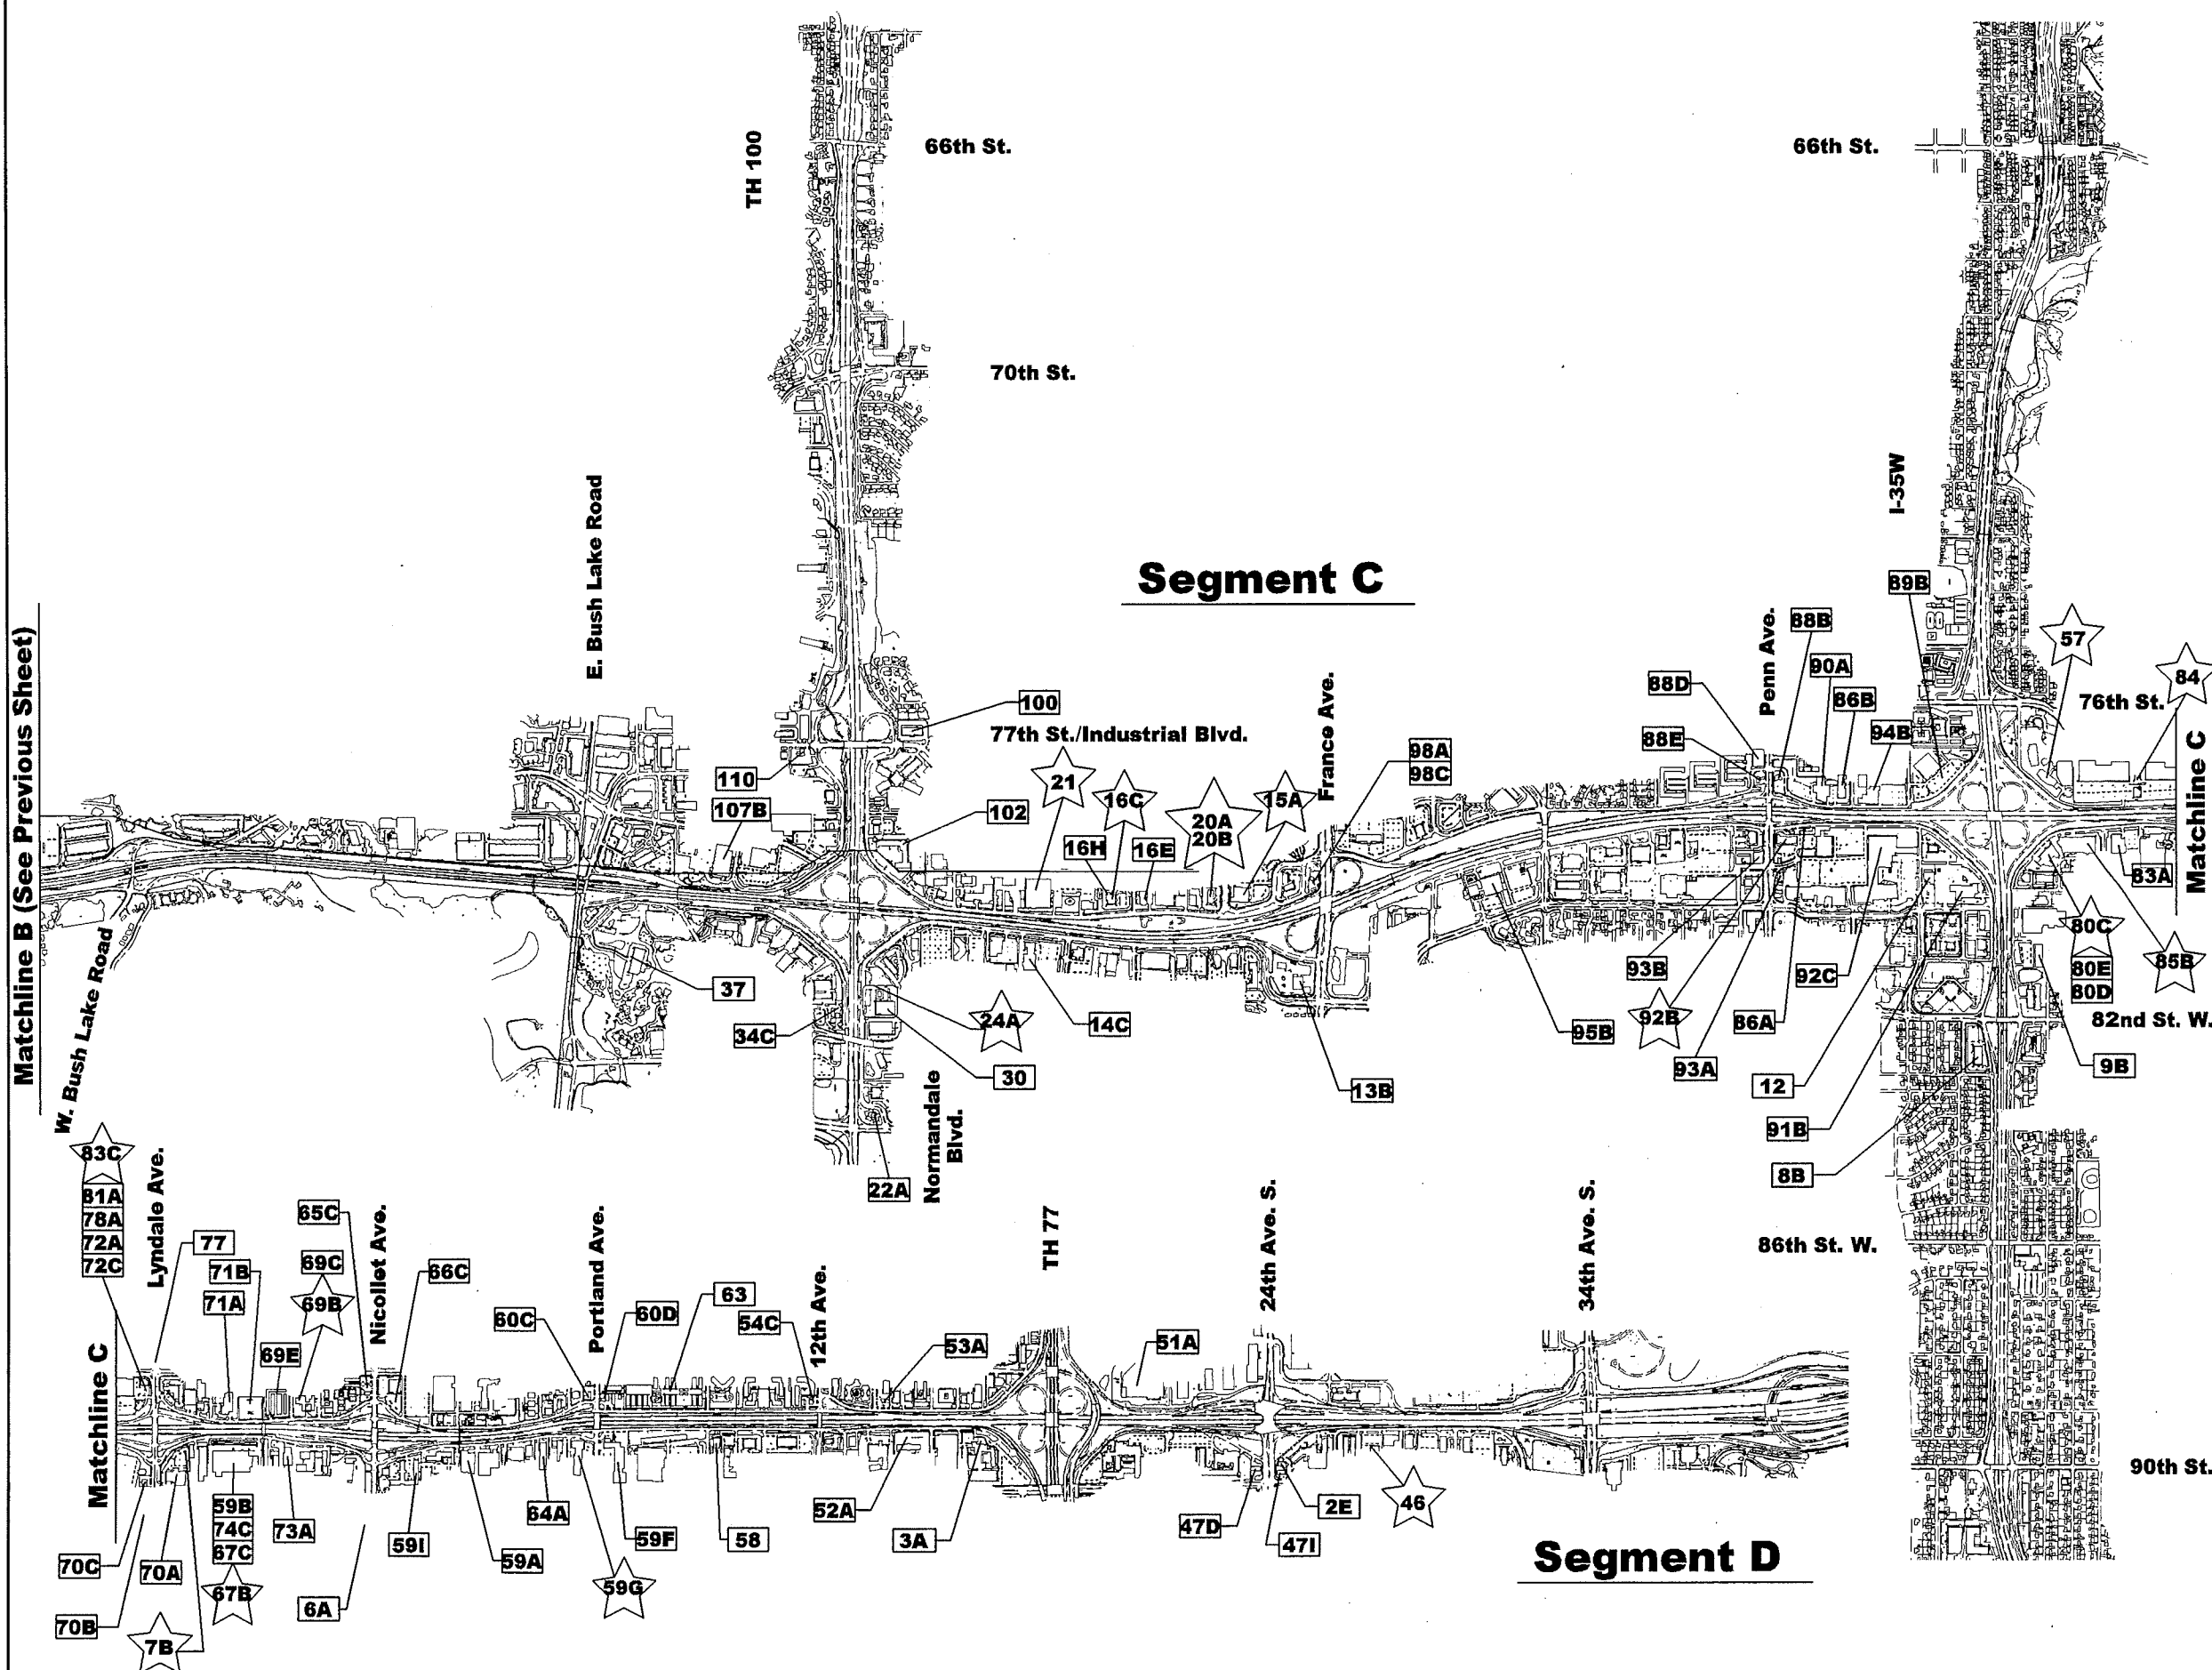 66th St.
66th St.
TH 100
70th St.
I-35W
E. Bush Lake Road
Segment C
89B
Penn Ave.
88B
57
84
90A
88D
86B
76th St.
France Ave.
100
77th St./Industrial Blvd.
88E
94B
98A
98C
110
21
16C
15A
107B
102
20A
20B
16H
16E
Matchline B (See Previous Sheet)
Matchline C
83A
W. Bush Lake Road
37
34C
24A
14C
30
22A
Normandale
Blvd.
13B
95B
93B
92B
93A
86A
92C
12
91B
8B
80C
80E
80D
85B
82nd St. W.
9B
86th St. W.
90th St.
83C
81A
78A
72A
72C
Lyndale Ave.
77
71B
71A
65C
69C
69B
69E
Nicollet Ave.
66C
60C
Portland Ave.
60D
63
54C
12th Ave.
53A
TH 77
51A
24th Ave. S.
34th Ave. S.
Matchline C
70C
70B
70A
7B
59B
74C
67C
67B
73A
6A
59I
59A
64A
59G
59F
58
52A
3A
47D
47I
2E
46
Segment D